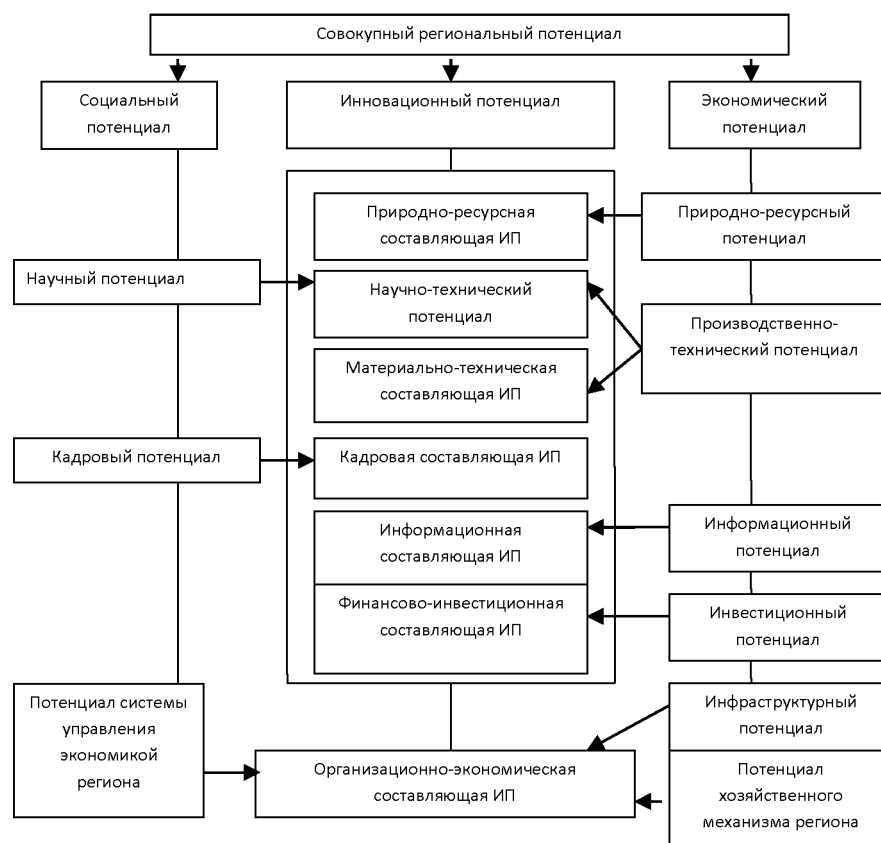 Совокупный региональный потенциал
Социальный
потенциал
Инновационный потенциал
Экономический
потенциал
Природно-ресурсная
составляющая ИП
Природно-ресурсный
потенциал
Научный потенциал
Научно-технический
потенциал
Производственно-
технический потенциал
Материально-техническая
составляющая ИП
Кадровый потенциал
Кадровая составляющая ИП
Информационная
составляющая ИП
Информационный
потенциал
Финансово-инвестиционная
составляющая ИП
Инвестиционный
потенциал
Потенциал системы
управления
экономикой
региона
Инфраструктурный
потенциал
Организационно-экономическая
составляющая ИП
Потенциал
хозяйственного
механизма региона